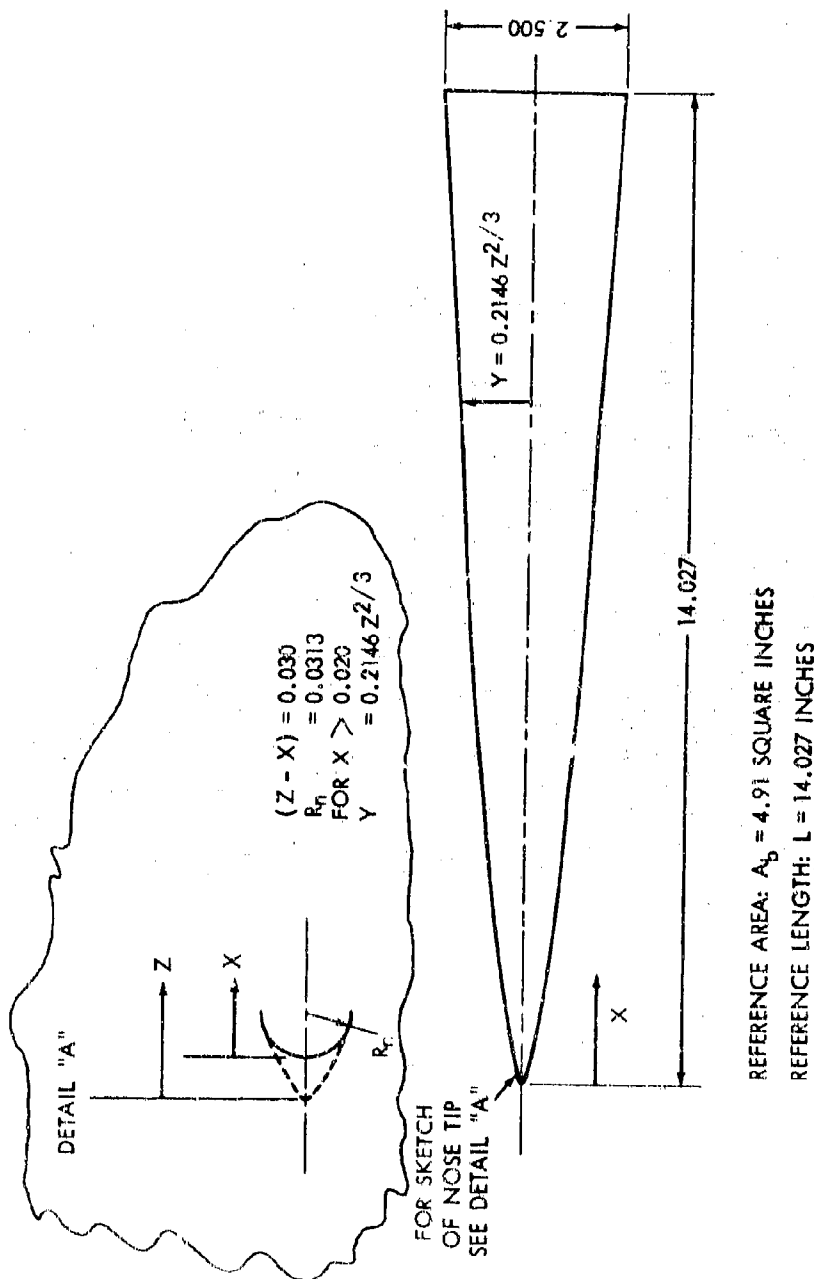 DETAIL "A"
Z
X
Rn
(Z - X) = 0.030
Rn = 0.0313
FOR X > 0.020
Y = 0.2146 Z^2/3
FOR SKETCH
OF NOSE TIP
SEE DETAIL "A"
Y = 0.2146 Z^2/3
2.500
X
14.027
REFERENCE AREA: A_b = 4.91 SQUARE INCHES
REFERENCE LENGTH: L = 14.027 INCHES